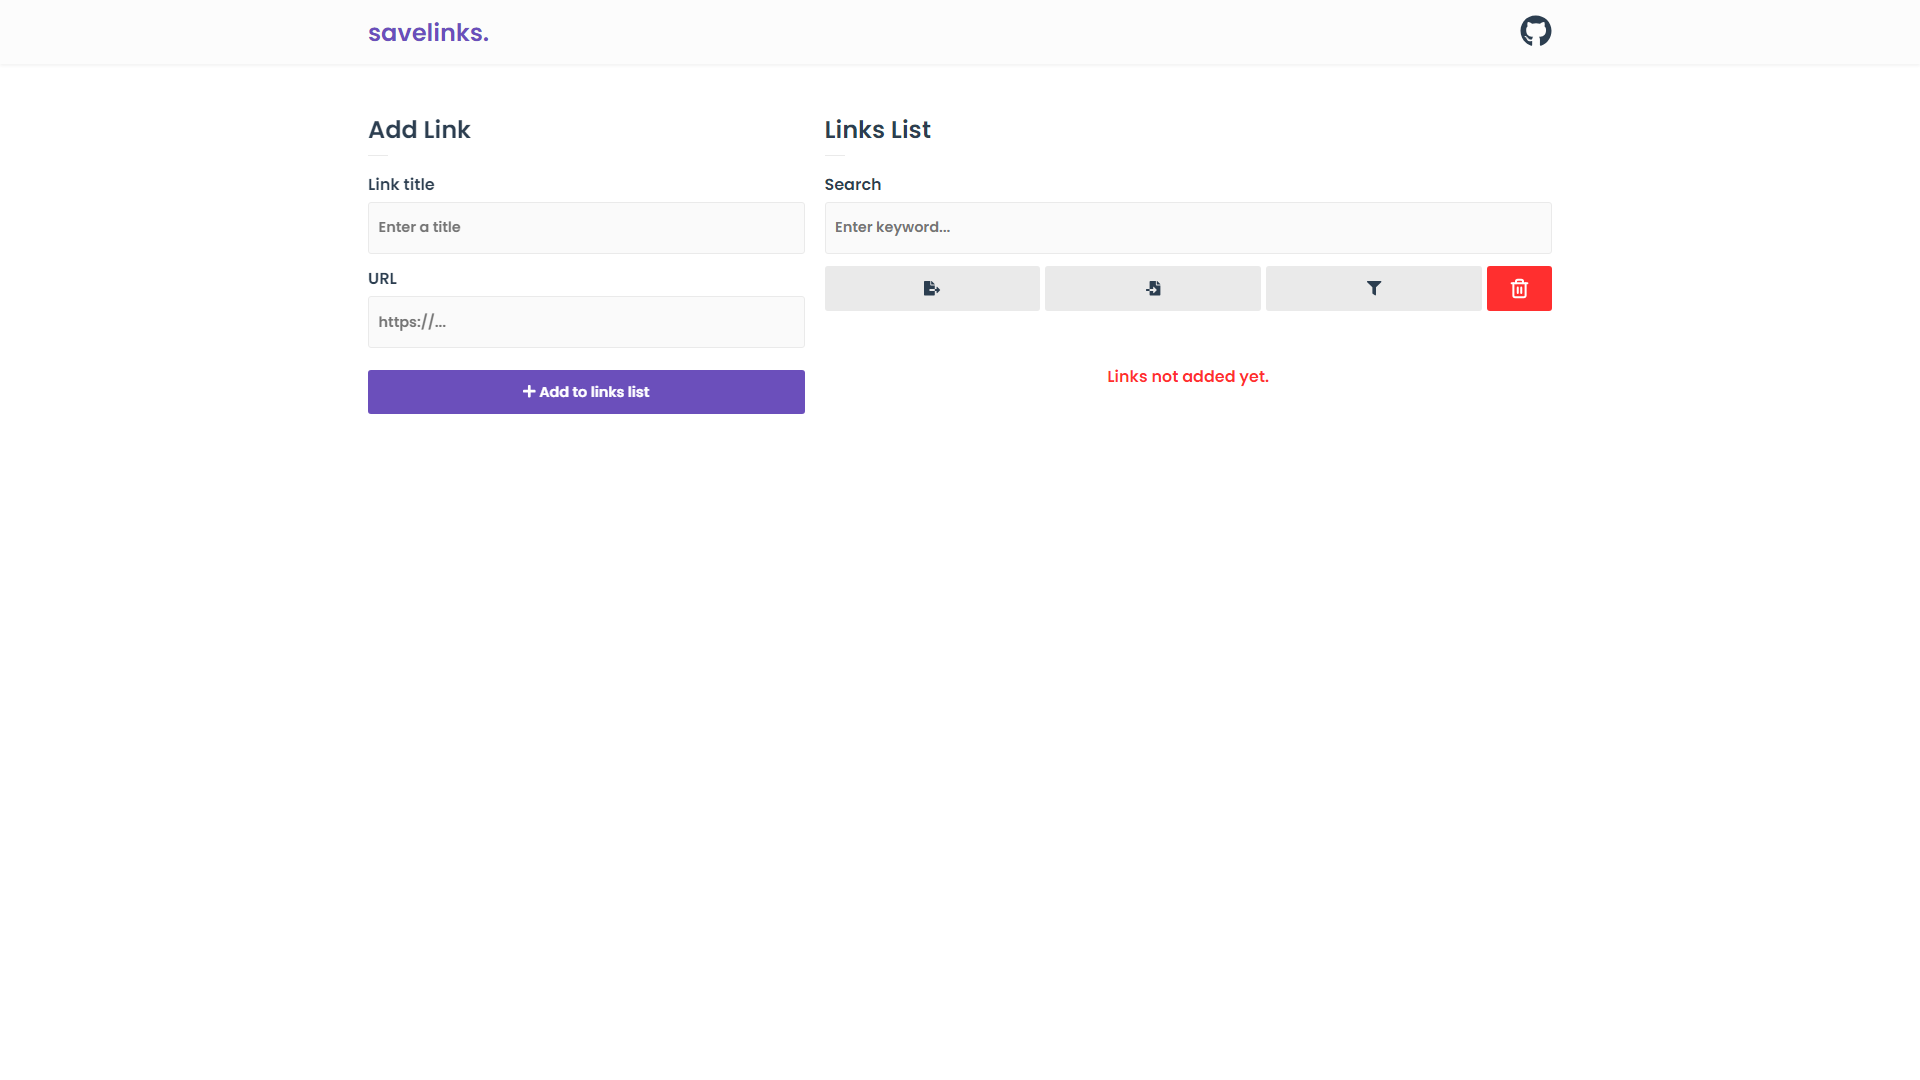 savelinks.
Add Link
Link title
Enter a title
URL
https://...
Add to links list
Links List
Search
Enter keyword...
Links not added yet.